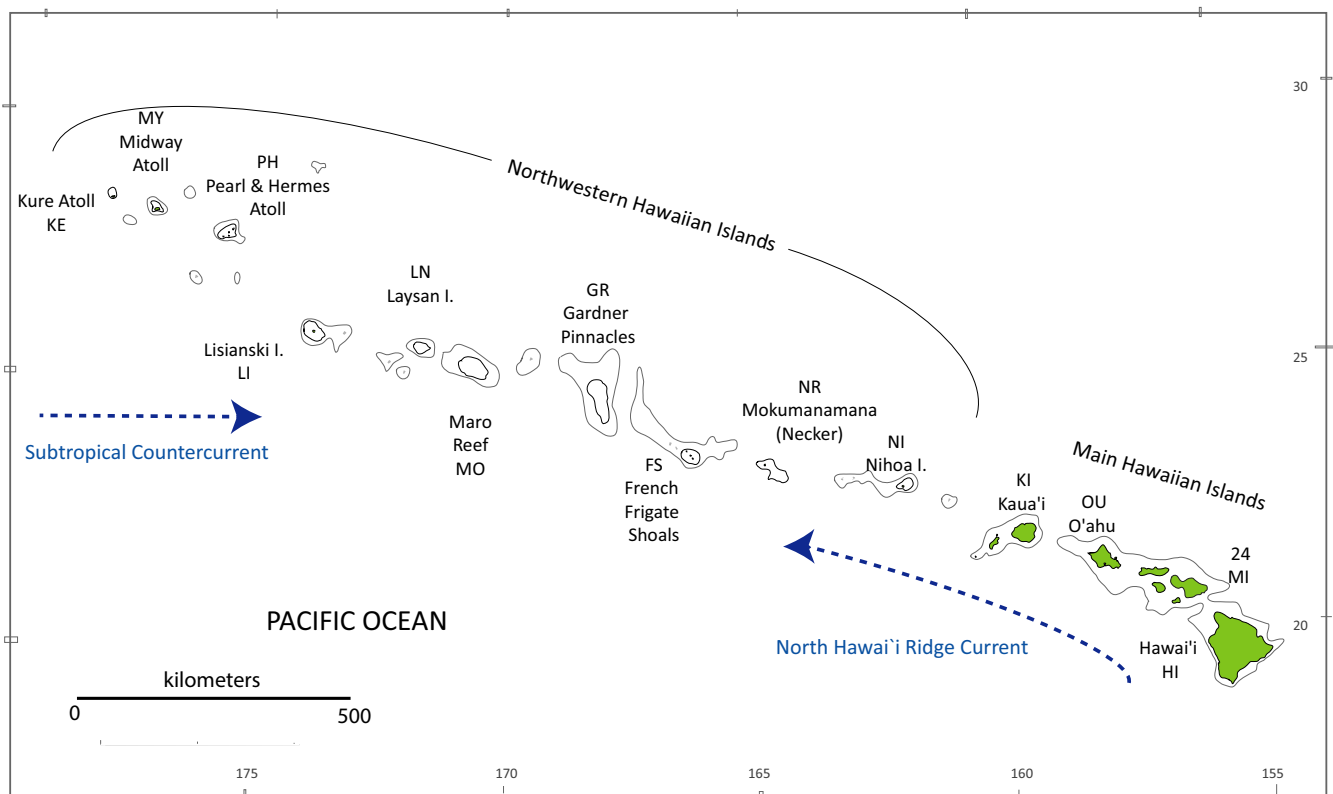 30
MY
Midway
Atoll
PH
Pearl & Hermes
Atoll
Kure Atoll
KE
Northwestern Hawaiian Islands
LN
Laysan I.
GR
Gardner
Pinnacles
Lisianski I.
LI
25
NR
Mokumanamana
(Necker)
Subtropical Countercurrent
Maro
Reef
MO
NI
Nihoa I.
FS
French
Frigate
Shoals
Main Hawaiian Islands
KI
Kaua'i
OU
O'ahu
24
MI
PACIFIC OCEAN
20
North Hawai`i Ridge Current
Hawai'i
HI
kilometers
0
500
175
170
165
160
155